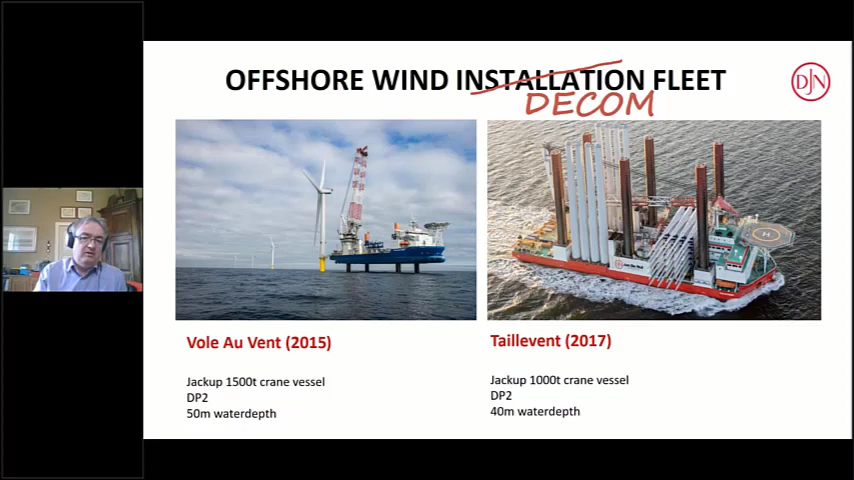 OFFSHORE WIND INSTALLATION FLEET
DECOM
DJN
H
Vole Au Vent (2015)
Taillevent (2017)
Jackup 1500t crane vessel
DP2
50m waterdepth
Jackup 1000t crane vessel
DP2
40m waterdepth